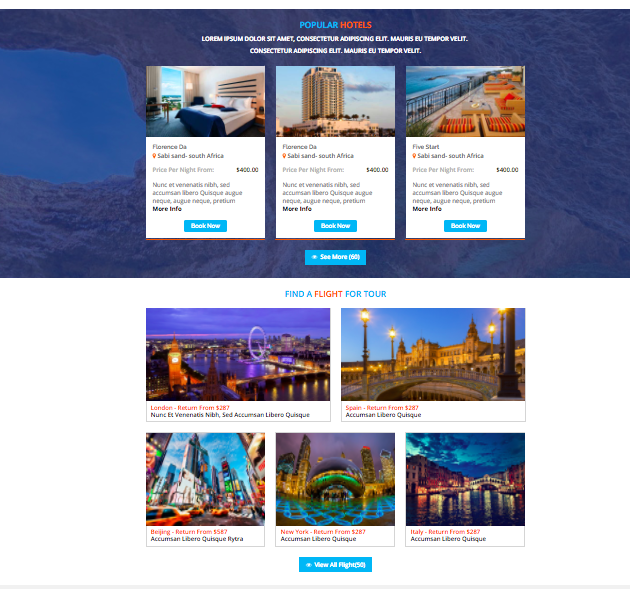 POPULAR HOTELS
LOREM IPSUM DOLOR SIT AMET, CONSECTETUR ADIPISCING ELIT. MAURIS EU TEMPOR VELIT.
CONSECTETUR ADIPISCING ELIT. MAURIS EU TEMPOR VELIT.
Florence Da
Sabi sand- south Africa
Price Per Night From: $400.00
Nunc et venenatis nibh, sed
accumsan libero Quisque augue
neque, augue neque, pretium
More Info
Book Now
Florence Da
Sabi sand- south Africa
Price Per Night From: $400.00
Nunc et venenatis nibh, sed
accumsan libero Quisque augue
neque, augue neque, pretium
More Info
Book Now
Five Start
Sabi sand- south Africa
Price Per Night From: $400.00
Nunc et venenatis nibh, sed
accumsan libero Quisque augue
neque, augue neque, pretium
More Info
Book Now
See More (60)
FIND A FLIGHT FOR TOUR
London - Return From $287
Nunc Et Venenatis Nibh, Sed Accumsan Libero Quisque
Spain - Return From $287
Accumsan Libero Quisque
Beijing - Return From $587
Accumsan Libero Quisque Rytra
New York - Return From $287
Accumsan Libero Quisque
Italy - Return From $287
Accumsan Libero Quisque
View All Flight(50)